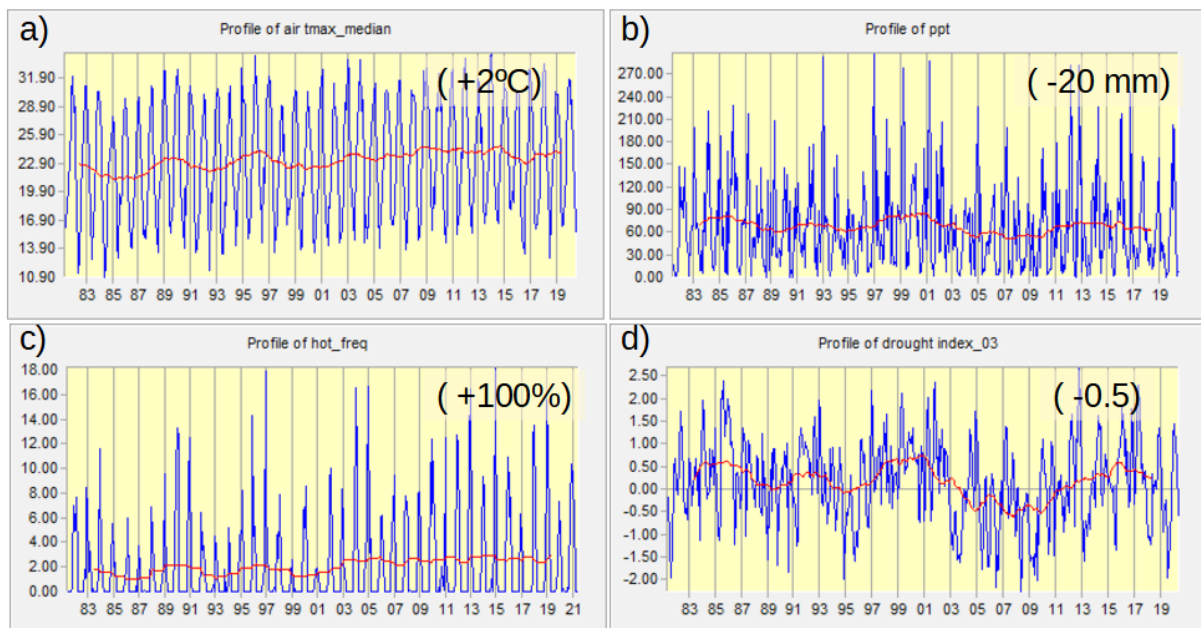 a)
Profile of air tmax_median
( +2ºC)
31.90
28.90
25.90
22.90
19.90
16.90
13.90
10.90
83 85 87 89 91 93 95 97 99 01 03 05 07 09 11 13 15 17 19
b)
Profile of ppt
( -20 mm)
270.00
240.00
210.00
180.00
150.00
120.00
90.00
60.00
30.00
0.00
83 85 87 89 91 93 95 97 99 01 03 05 07 09 11 13 15 17 19
c)
Profile of hot_freq
( +100%)
18.00
16.00
14.00
12.00
10.00
8.00
6.00
4.00
2.00
0.00
83 85 87 89 91 93 95 97 99 01 03 05 07 09 11 13 15 17 19 21
d)
Profile of drought index_03
( -0.5)
2.50
2.00
1.50
1.00
0.50
0.00
-0.50
-1.00
-1.50
-2.00
83 85 87 89 91 93 95 97 99 01 03 05 07 09 11 13 15 17 19